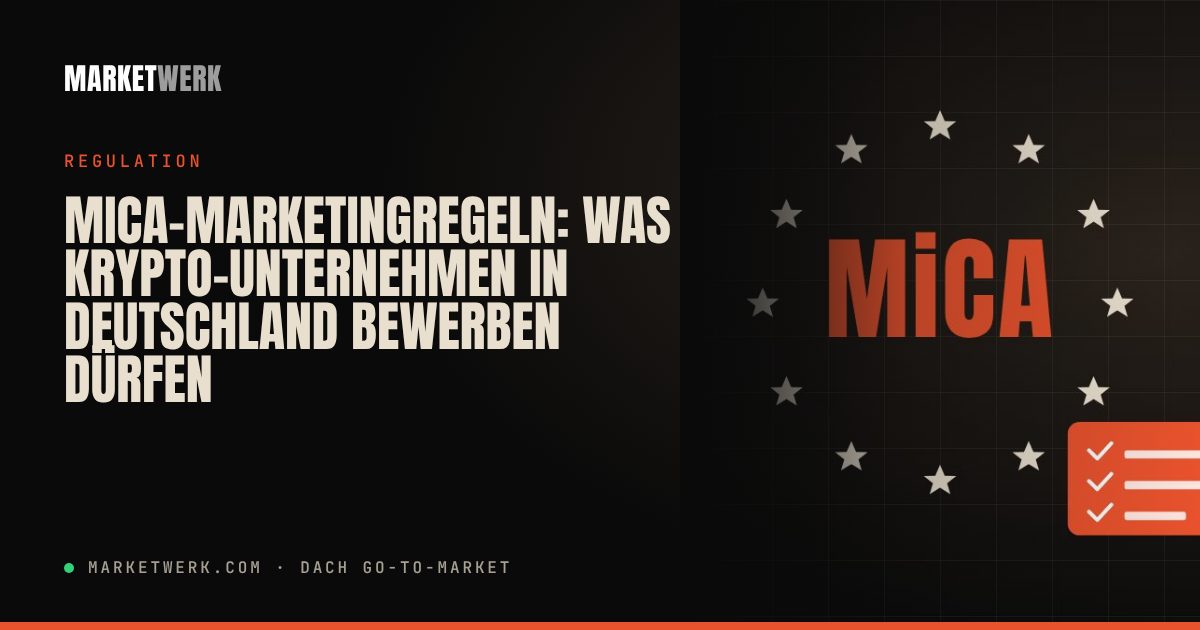 MARKETWERK
REGULATION
MICA-MARKETINGREGELN: WAS
KRYPTO-UNTERNEHMEN IN
DEUTSCHLAND BEWERBEN
DÜRFEN
MARKETWERK.COM · DACH GO-TO-MARKET
MiCA